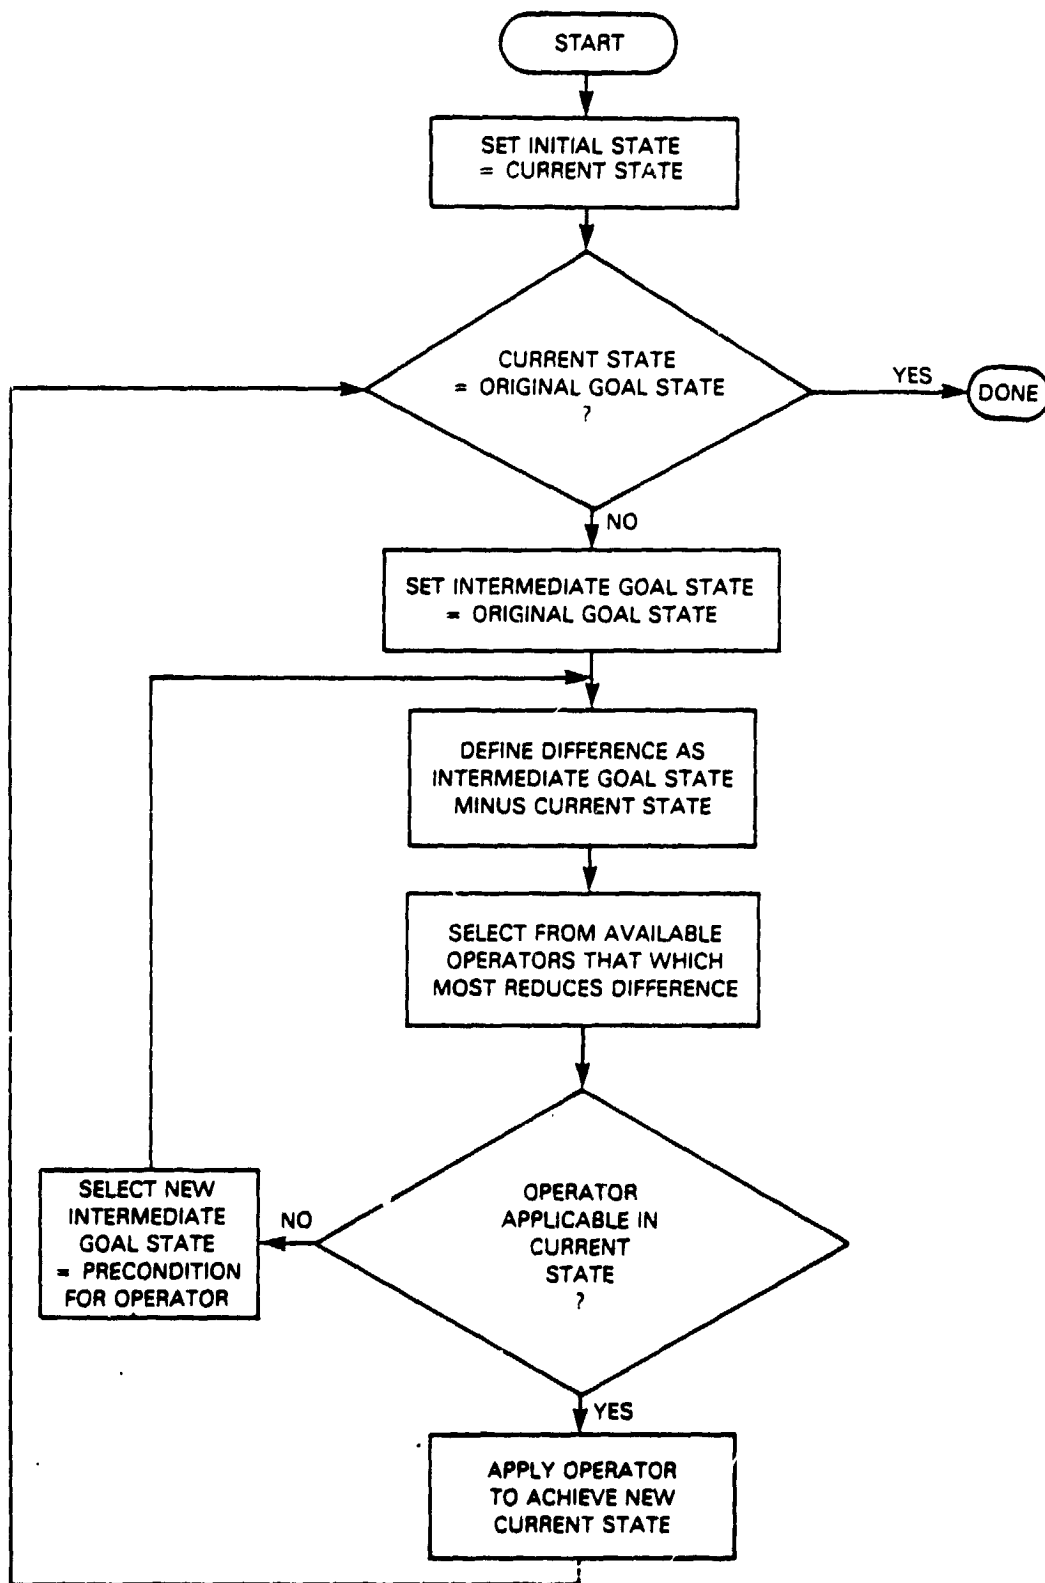 START
SET INITIAL STATE
= CURRENT STATE
CURRENT STATE
= ORIGINAL GOAL STATE
?
YES
DONE
NO
SET INTERMEDIATE GOAL STATE
= ORIGINAL GOAL STATE
DEFINE DIFFERENCE AS
INTERMEDIATE GOAL STATE
MINUS CURRENT STATE
SELECT FROM AVAILABLE
OPERATORS THAT WHICH
MOST REDUCES DIFFERENCE
OPERATOR
APPLICABLE IN
CURRENT
STATE
?
NO
SELECT NEW
INTERMEDIATE
GOAL STATE
= PRECONDITION
FOR OPERATOR
YES
APPLY OPERATOR
TO ACHIEVE NEW
CURRENT STATE